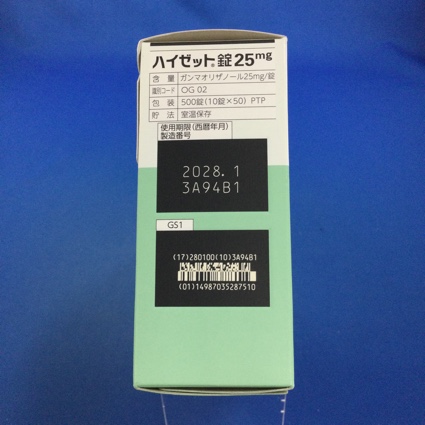 ハイゼット®錠25mg
含 量 ガンマオリザノール25mg/錠
識別コード OG 02
包 装 500錠(10錠×50) PTP
貯 法 室温保存
使用期限(西暦年月)
製造番号
2028. 1
3A94B1
GS1
(17)280100(10)3A94B1
(01)14987035287510